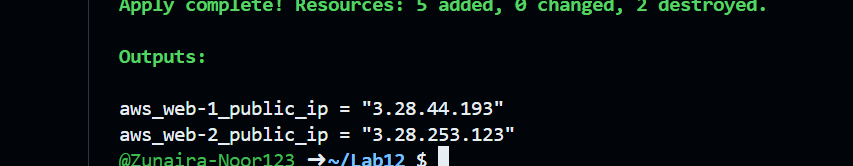 Apply complete! Resources: 5 added, 0 changed, 2 destroyed.
Outputs:
aws_web-1_public_ip = "3.28.44.193"
aws_web-2_public_ip = "3.28.253.123"
@Zunaira-Noor123 ➜~/Lab12 $